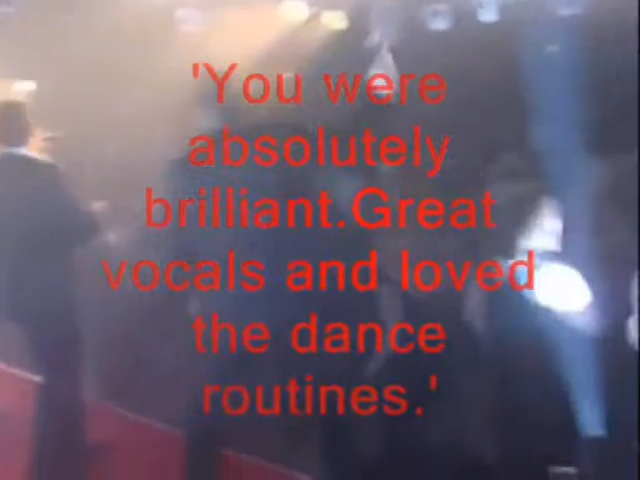 'You were
absolutely
brilliant.Great
vocals and loved
the dance
routines.'